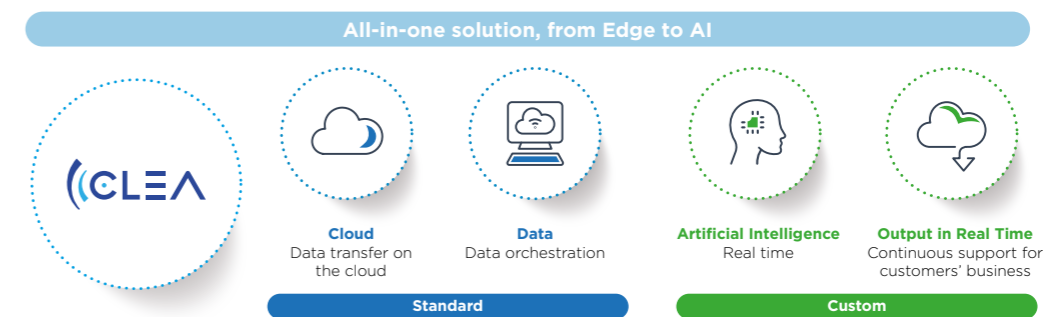 All-in-one solution, from Edge to AI
CLEA
Cloud
Data transfer on
the cloud
Data
Data orchestration
Artificial Intelligence
Real time
Output in Real Time
Continuous support for
customers’ business
Standard
Custom